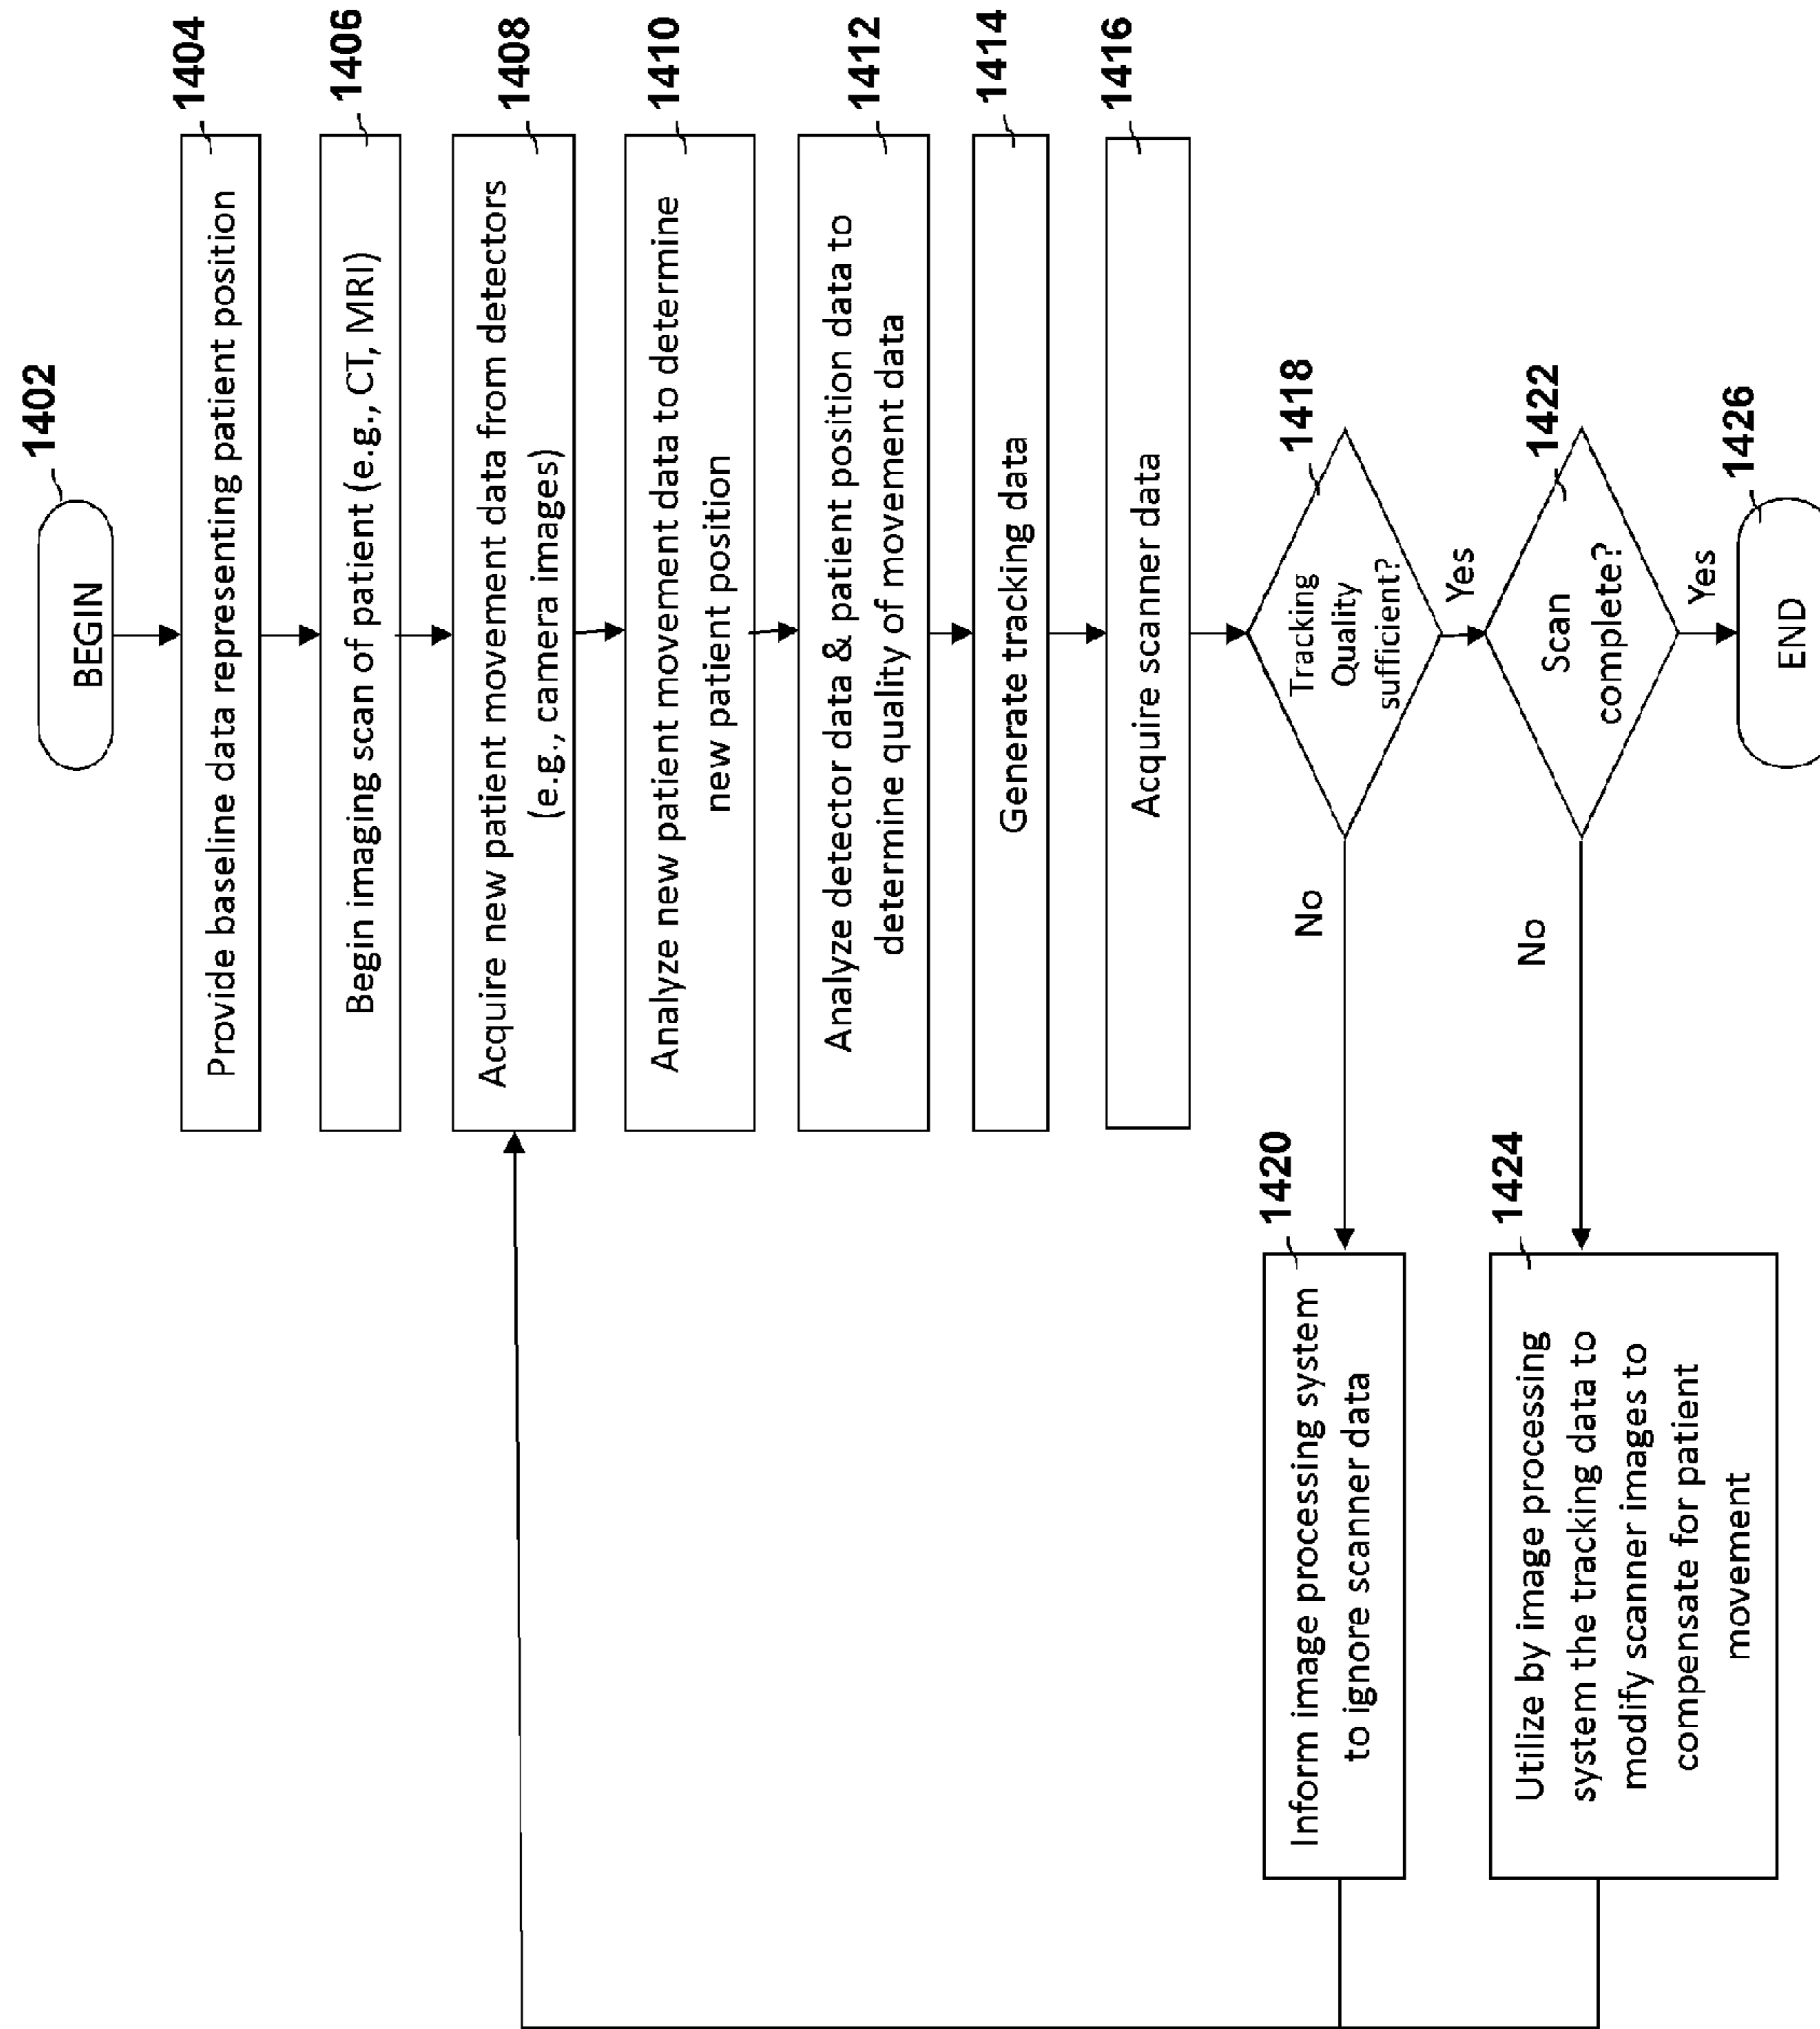 1402
BEGIN
1404
Provide baseline data representing patient position
1406
Begin imaging scan of patient (e.g., CT, MRI)
1408
Acquire new patient movement data from detectors
(e.g., camera images)
1410
Analyze new patient movement data to determine
new patient position
1412
Analyze detector data & patient position data to
determine quality of movement data
1414
Generate tracking data
1416
Acquire scanner data
1418
Tracking
Quality
sufficient?
No
Yes
1420
Inform image processing system
to ignore scanner data
1422
Scan
complete?
No
Yes
1424
Utilize by image processing
system the tracking data to
modify scanner images to
compensate for patient
movement
1426
END